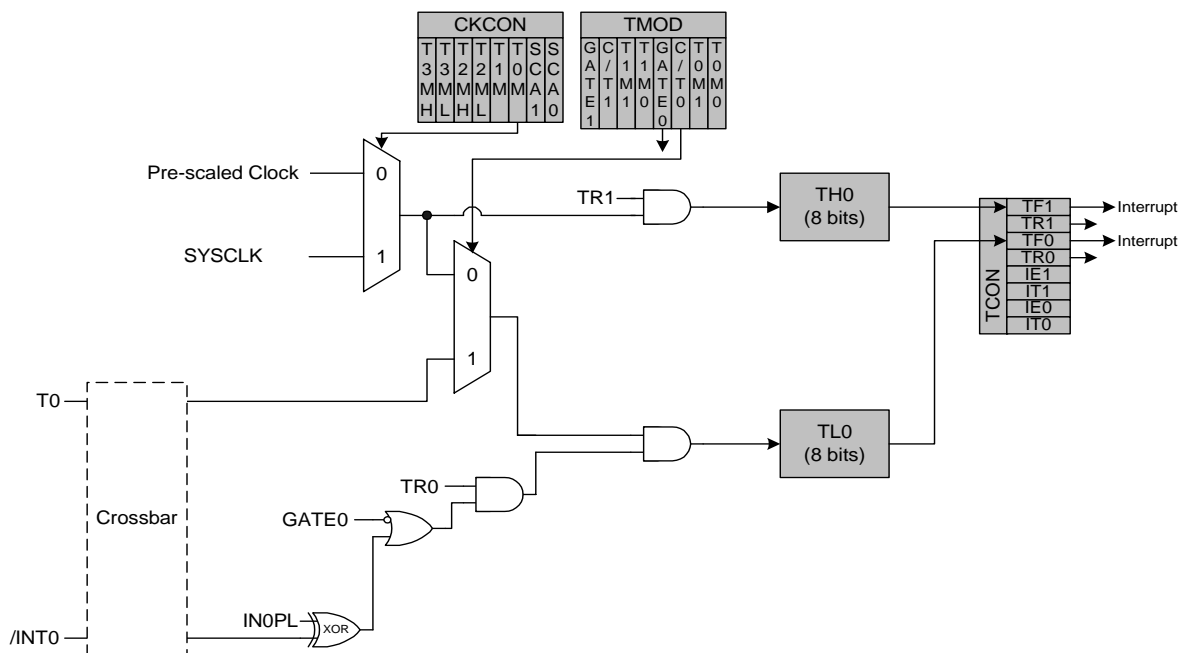 CKCON
T3MH
T3ML
T2MH
T2ML
T1M
T0M
SCA1
SCA0
TMOD
GATE1
C/T1
T1M1
T1M0
GATE0
C/T0
T0M1
T0M0
Pre-scaled Clock
0
SYSCLK
1
TR1
TH0
(8 bits)
TCON
TF1
TR1
TF0
TR0
IE1
IT1
IE0
IT0
Interrupt
Interrupt
0
1
T0
Crossbar
/INT0
TR0
GATE0
IN0PL
XOR
TL0
(8 bits)